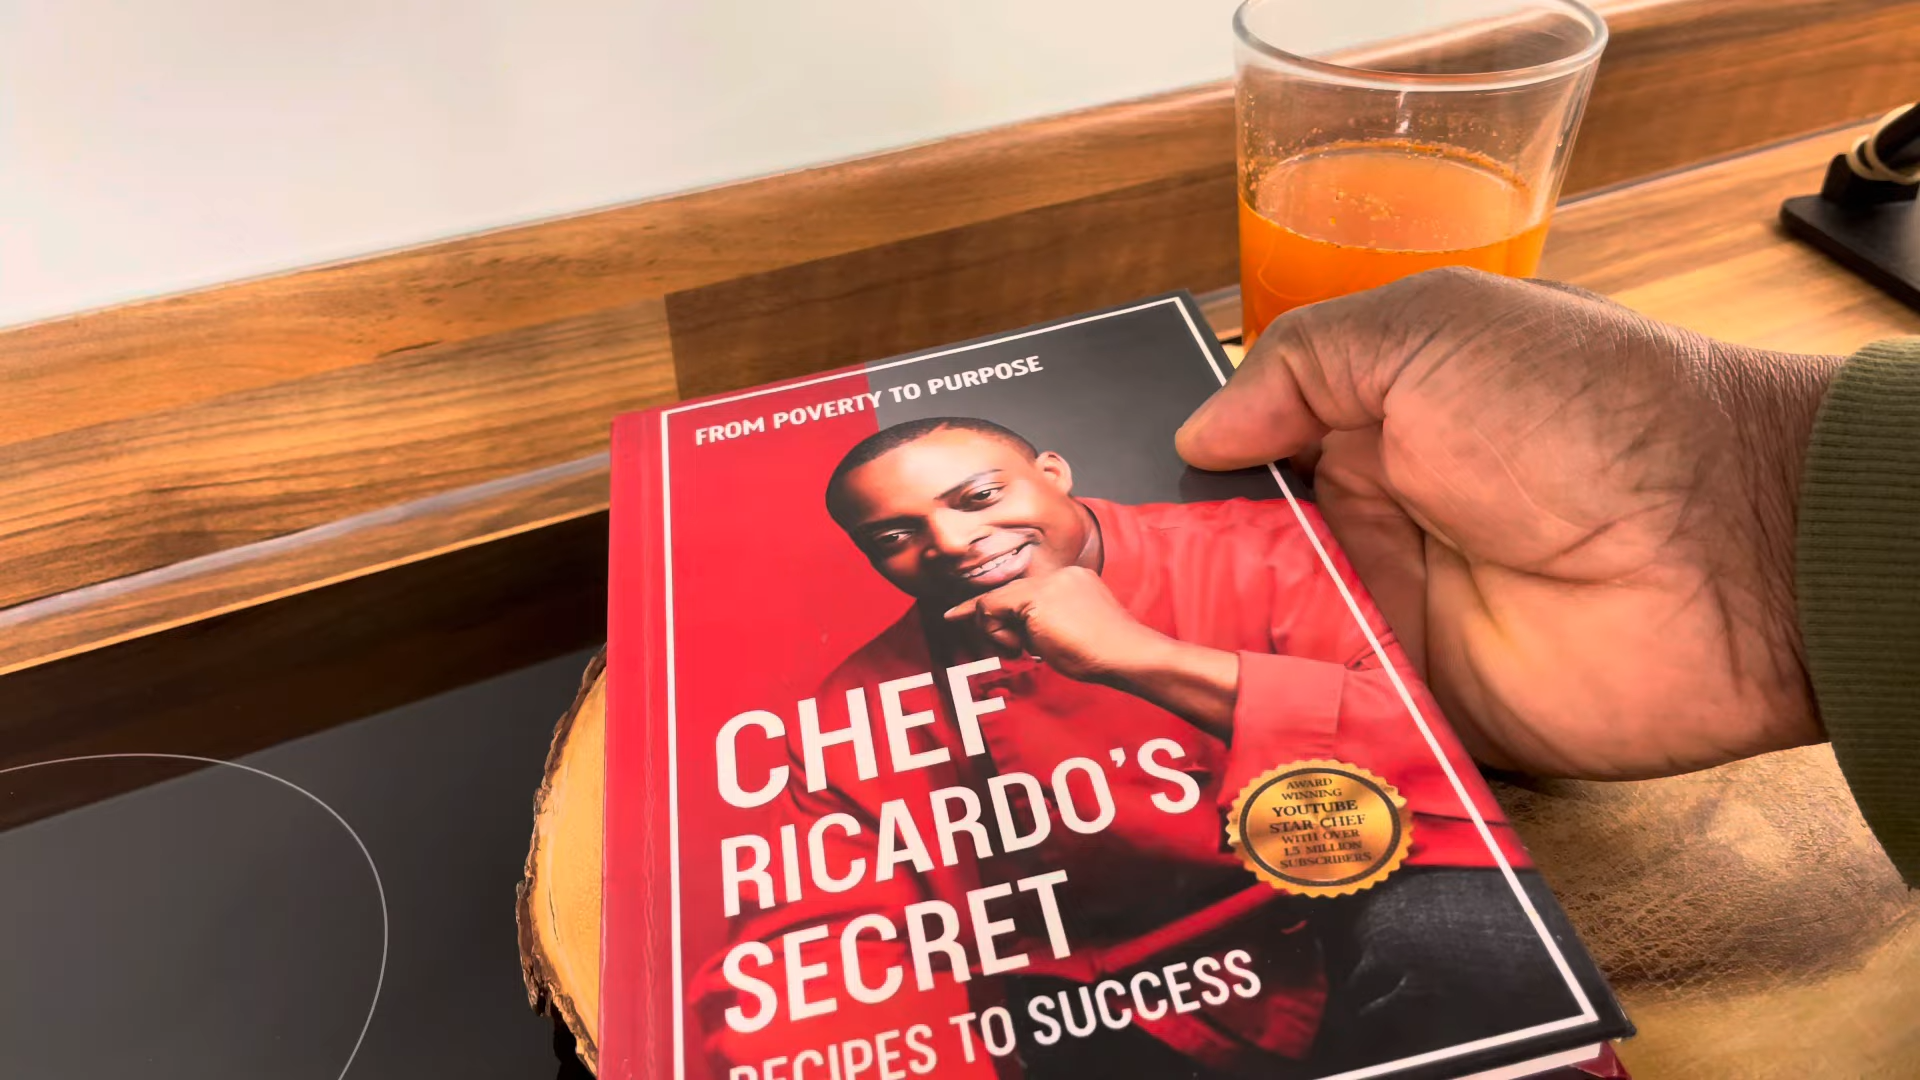 FROM POVERTY TO PURPOSE
CHEF
RICARDO'S
SECRET
RECIPES TO SUCCESS
AWARD
WINNING
YOUTUBE
STAR CHEF
WITH OVER
1.5 MILLION
SUBSCRIBERS